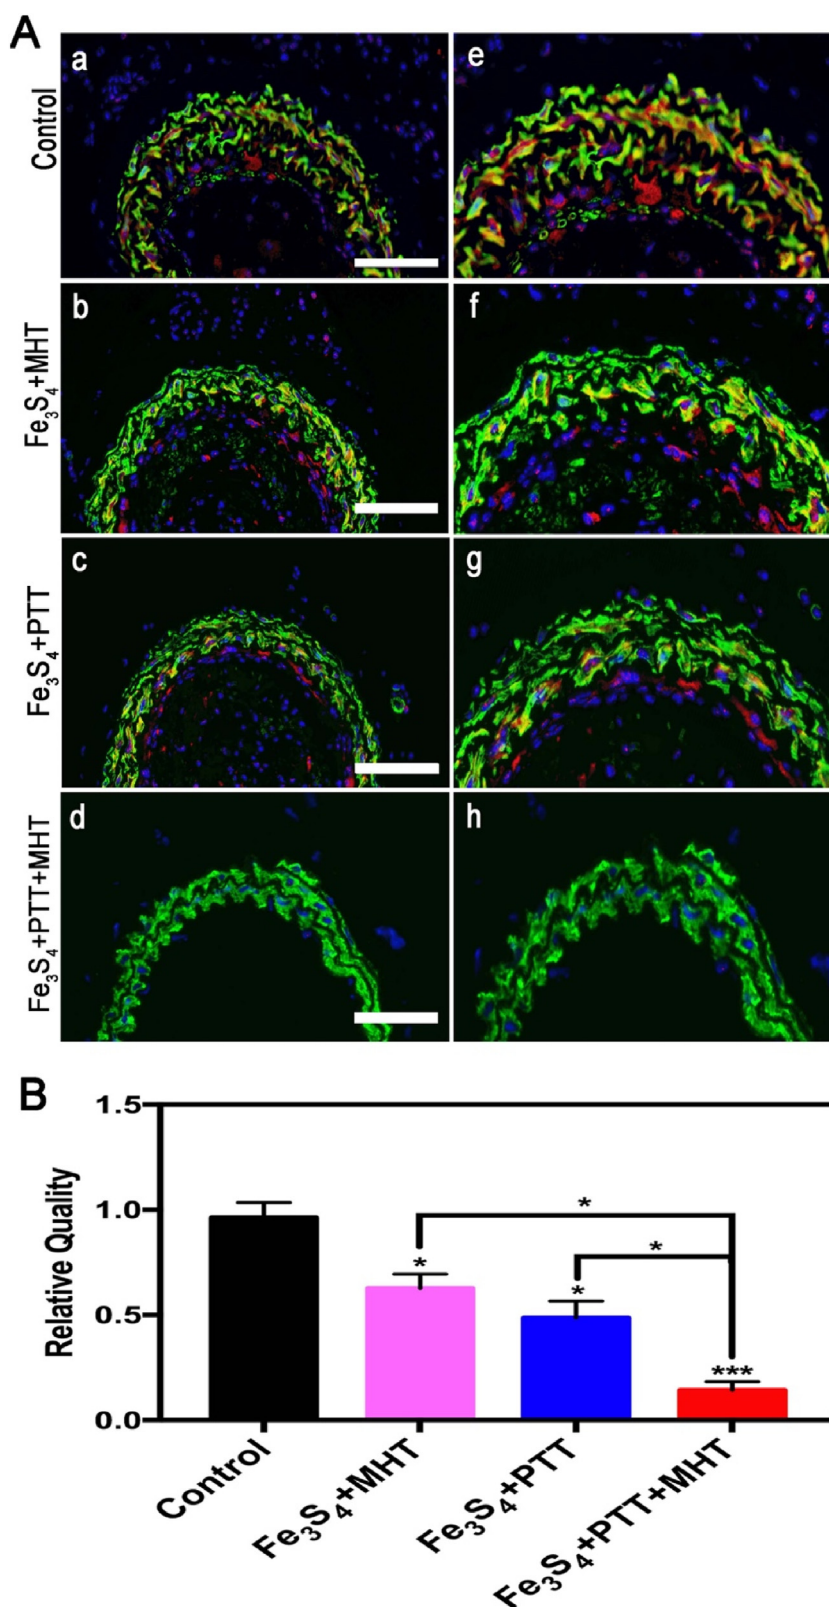 A
Control
a
e
Fe₃S₄+MHT
b
f
Fe₃S₄+PTT
c
g
Fe₃S₄+PTT+MHT
d
h
B
Relative Quality
1.5
1.0
0.5
0.0
*
*
*
*
***
Control
Fe₃S₄+MHT
Fe₃S₄+PTT
Fe₃S₄+PTT+MHT